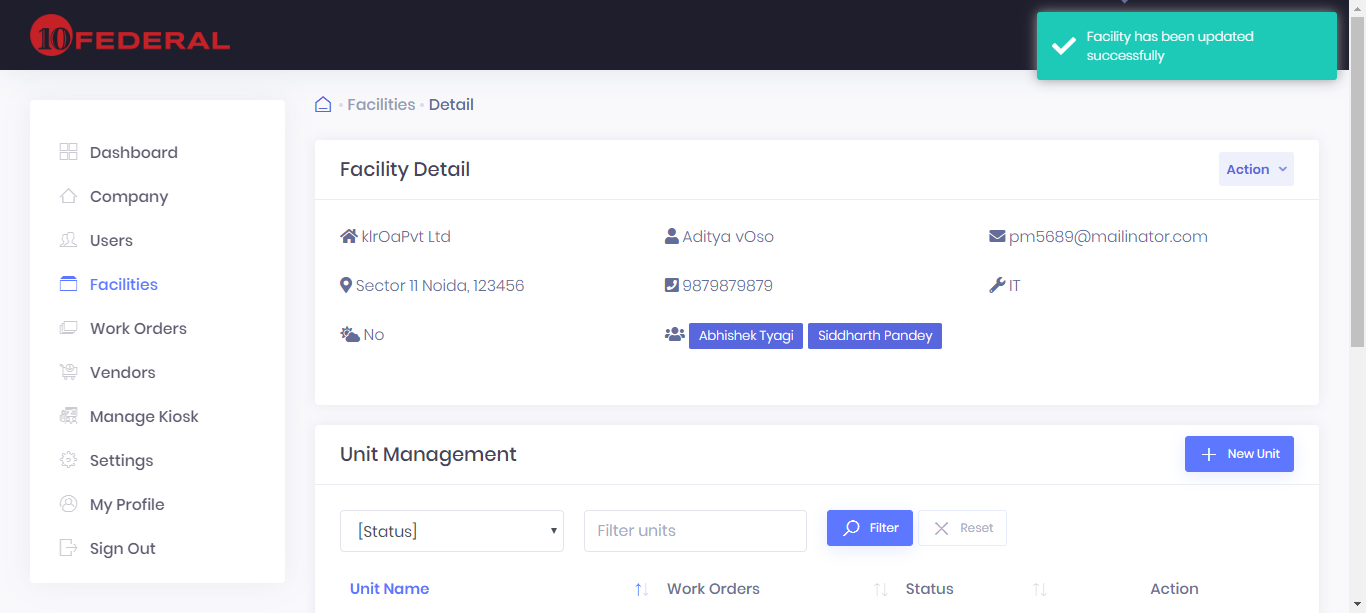 10 FEDERAL
Facility has been updated
successfully
Facilities Detail
Dashboard
Company
Users
Facilities
Work Orders
Vendors
Manage Kiosk
Settings
My Profile
Sign Out
Facility Detail
Action
klrOaPvt Ltd
Aditya vOso
pm5689@mailinator.com
Sector 11 Noida, 123456
9879879879
IT
No
Abhishek Tyagi
Siddharth Pandey
Unit Management
New Unit
[Status]
Filter units
Filter
Reset
Unit Name
Work Orders
Status
Action